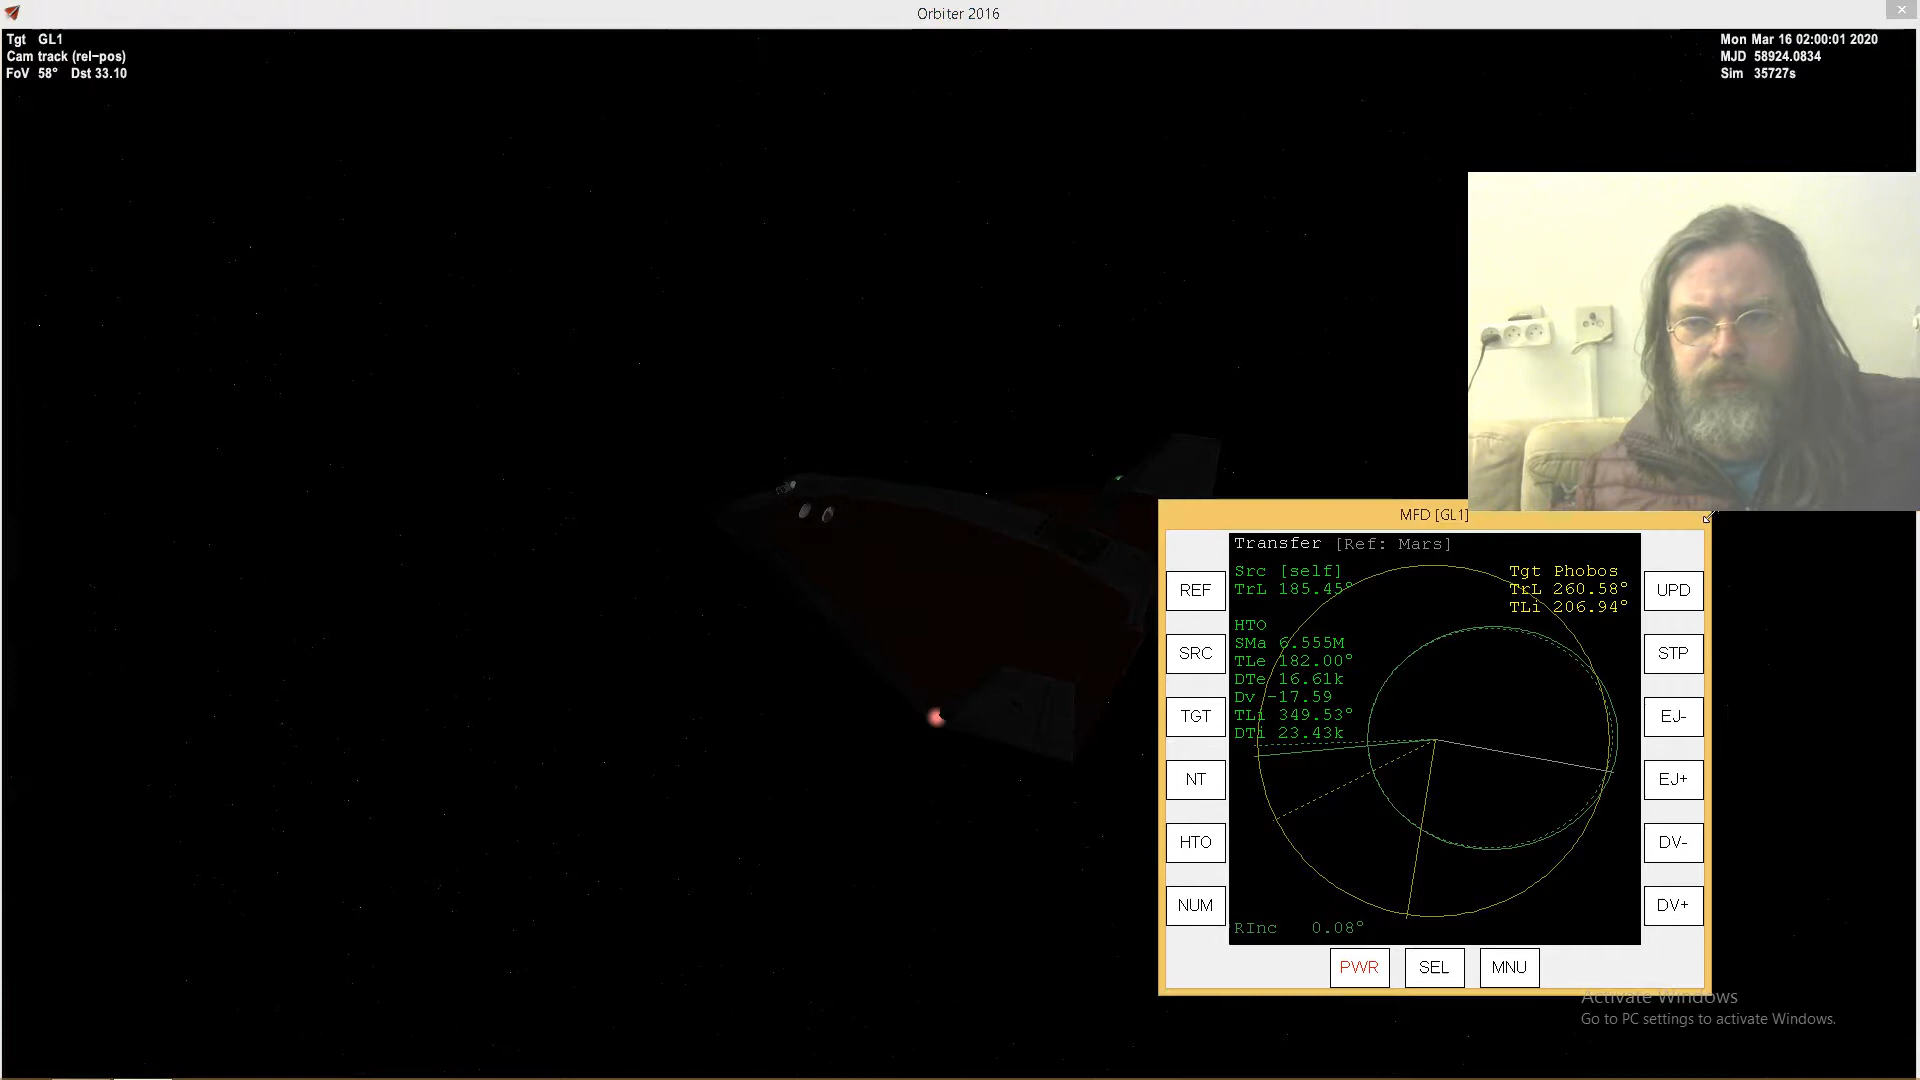 Orbiter 2016
Tgt GL1
Cam track (rel-pos)
FoV 58° Dst 33.10
Mon Mar 16 02:00:01 2020
MJD 58924.0834
Sim 35727s
MFD [GL1]
Transfer [Ref: Mars]
Src [self]
TrL 185.45°
Tgt Phobos
TrL 260.58°
TLi 206.94°
HTO
SMa 6.555M
TLe 182.00°
DTe 16.61k
Dv -17.59
TLi 349.53°
DTi 23.43k
RInc 0.08°
REF
SRC
TGT
NT
HTO
NUM
UPD
STP
EJ-
EJ+
DV-
DV+
PWR SEL MNU
Activate Windows
Go to PC settings to activate Windows.